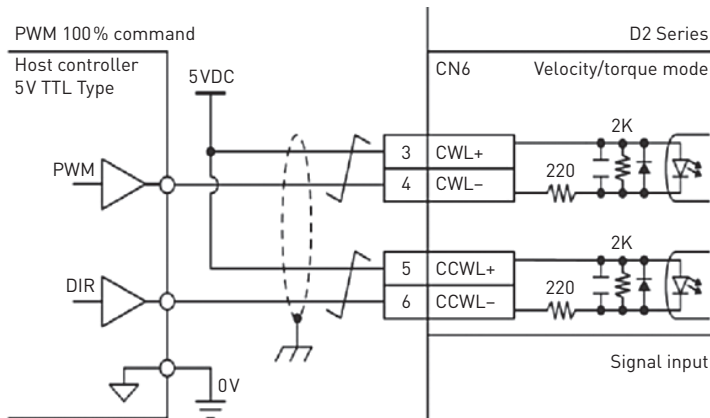 PWM 100% command
D2 Series
Host controller
5V TTL Type
5VDC
CN6
Velocity/torque mode
2K
3
CWL+
PWM
4
CWL–
220
2K
5
CCWL+
DIR
6
CCWL–
220
0V
Signal input